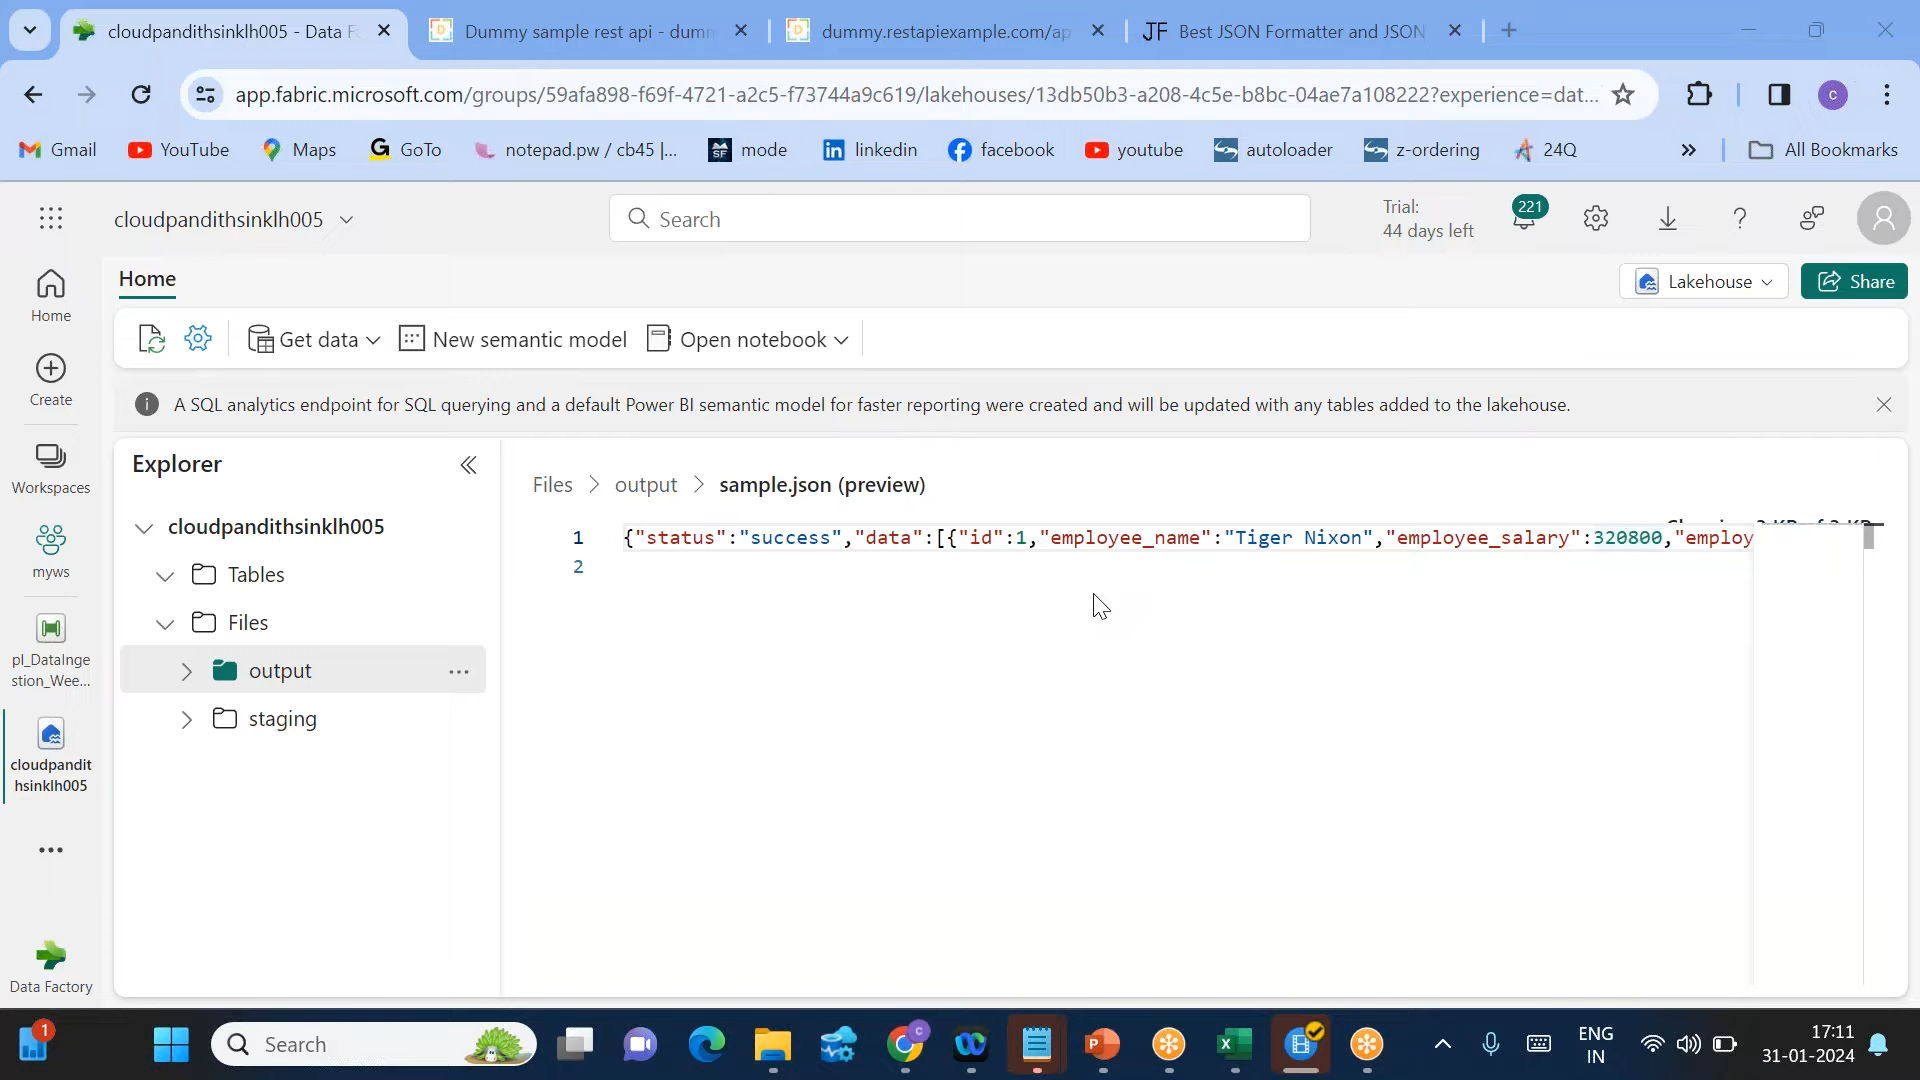 cloudpandithsinklh005 - Data F
Dummy sample rest api - dumm
dummy.restapiexample.com/ap
JF Best JSON Formatter and JSON
app.fabric.microsoft.com/groups/59afa898-f69f-4721-a2c5-f73744a9c619/lakehouses/13db50b3-a208-4c5e-b8bc-04ae7a108222?experience=dat...
c
Gmail YouTube Maps GoTo notepad.pw / cb45 |... mode linkedin facebook youtube autoloader z-ordering 24Q » All Bookmarks
cloudpandithsinklh005
Search
Trial:
44 days left
221
Home
Lakehouse
Share
Get data
New semantic model
Open notebook
A SQL analytics endpoint for SQL querying and a default Power BI semantic model for faster reporting were created and will be updated with any tables added to the lakehouse.
Home
Create
Workspaces
myws
pl_DataInge
stion_Wee...
cloudpandit
hsinklh005
Data Factory
Explorer
cloudpandithsinklh005
Tables
Files
output
staging
Files > output > sample.json (preview)
1 {"status":"success","data":[{"id":1,"employee_name":"Tiger Nixon","employee_salary":320800,"employ
2
1
Search
ENG
IN
17:11
31-01-2024